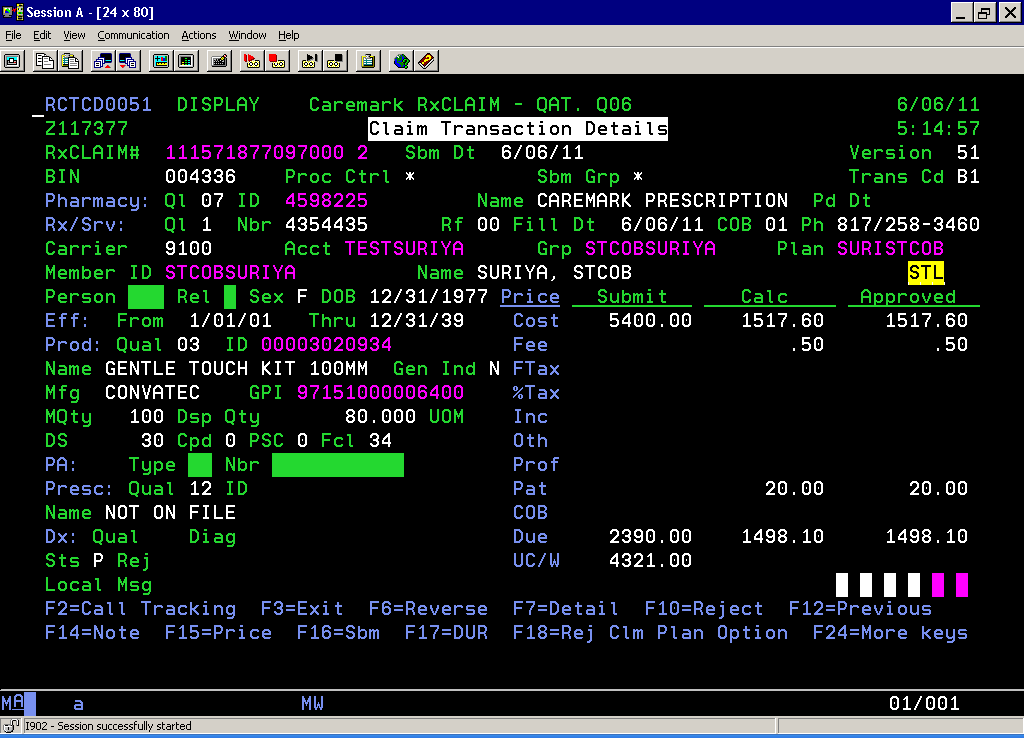 Session A - [24 x 80]
File Edit View Communication Actions Window Help
RCTCD0051 DISPLAY Caremark RxCLAIM - QAT. Q06 6/06/11
Z117377 Claim Transaction Details 5:14:57
RxCLAIM# 111571877097000 2 Sbm Dt 6/06/11 Version 51
BIN 004336 Proc Ctrl * Sbm Grp * Trans Cd B1
Pharmacy: Ql 07 ID 4598225 Name CAREMARK PRESCRIPTION Pd Dt
Rx/Srv: Ql 1 Nbr 4354435 Rf 00 Fill Dt 6/06/11 COB 01 Ph 817/258-3460
Carrier 9100 Acct TESTSURIYA Grp STCOBSURIYA Plan SURISTCOB
Member ID STCOBSURIYA Name SURIYA, STCOB STL
Person Rel Sex F DOB 12/31/1977 Price Submit Calc Approved
Eff: From 1/01/01 Thru 12/31/39 Cost 5400.00 1517.60 1517.60
Prod: Qual 03 ID 00003020934 Fee .50 .50
Name GENTLE TOUCH KIT 100MM Gen Ind N FTax
Mfg CONVATEC GPI 97151000006400 %Tax
MQty 100 Dsp Qty 80.000 UOM Inc
DS 30 Cpd 0 PSC 0 Fcl 34 Oth
PA: Type Nbr Prof
Presc: Qual 12 ID Pat 20.00 20.00
Name NOT ON FILE COB
Dx: Qual Diag Due 2390.00 1498.10 1498.10
Sts P Rej UC/W 4321.00
Local Msg
F2=Call Tracking F3=Exit F6=Reverse F7=Detail F10=Reject F12=Previous
F14=Note F15=Price F16=Sbm F17=DUR F18=Rej Clm Plan Option F24=More keys
MA a MW 01/001
I902 - Session successfully started